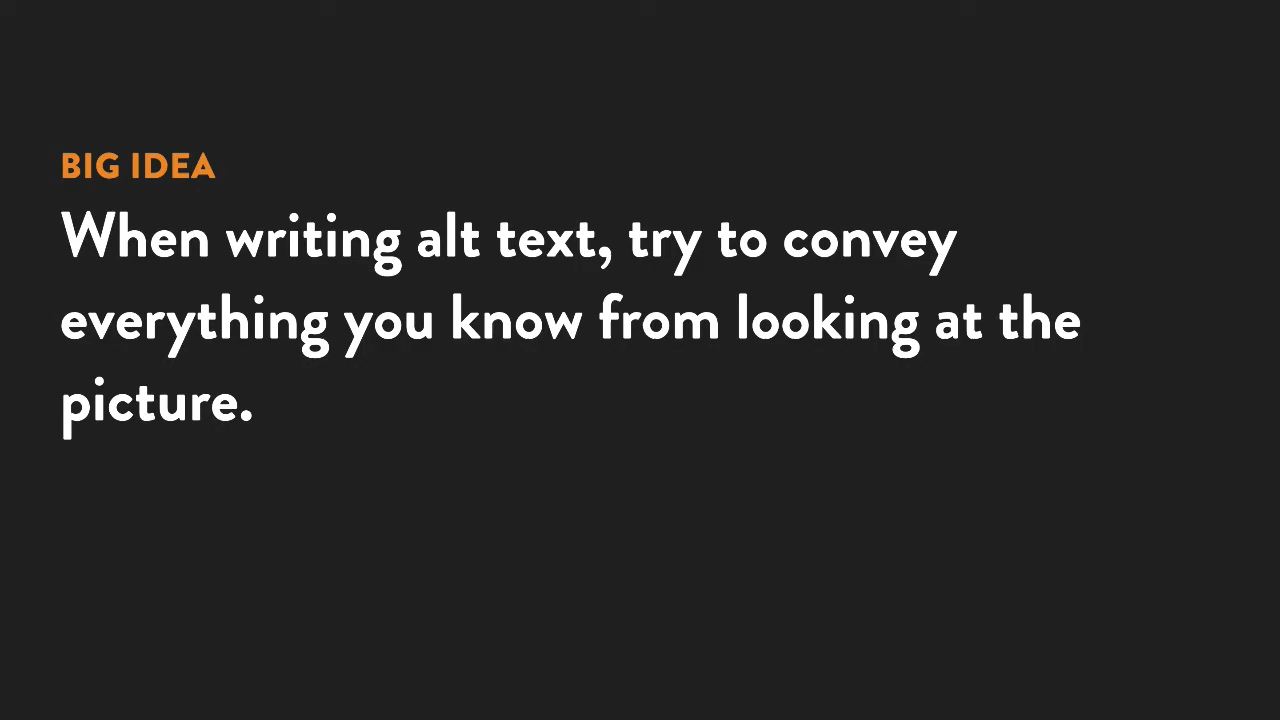 BIG IDEA
When writing alt text, try to convey
everything you know from looking at the
picture.